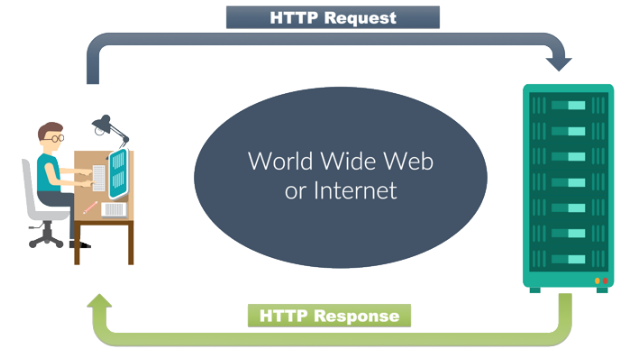 HTTP Request
World Wide Web
or Internet
HTTP Response